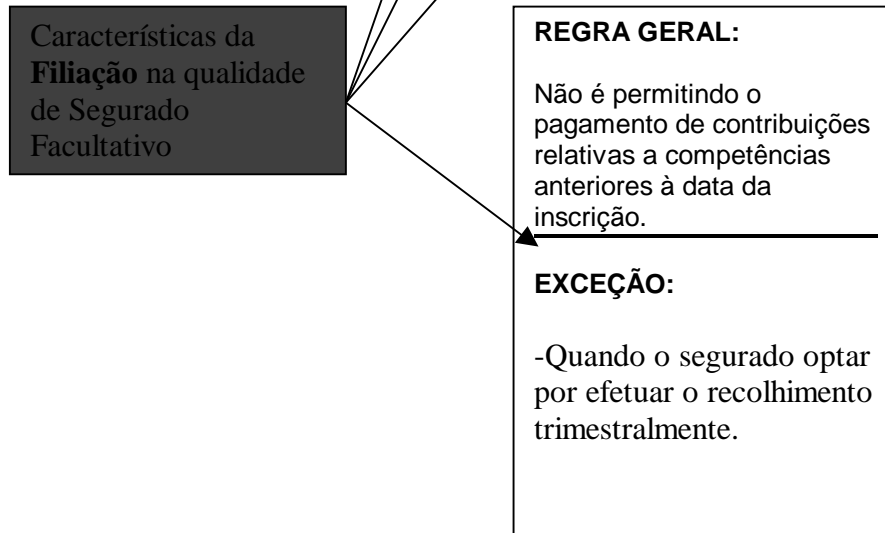 Características da
Filiação na qualidade
de Segurado
Facultativo
REGRA GERAL:
Não é permitindo o
pagamento de contribuições
relativas a competências
anteriores à data da
inscrição.
EXCEÇÃO:
-Quando o segurado optar
por efetuar o recolhimento
trimestralmente.